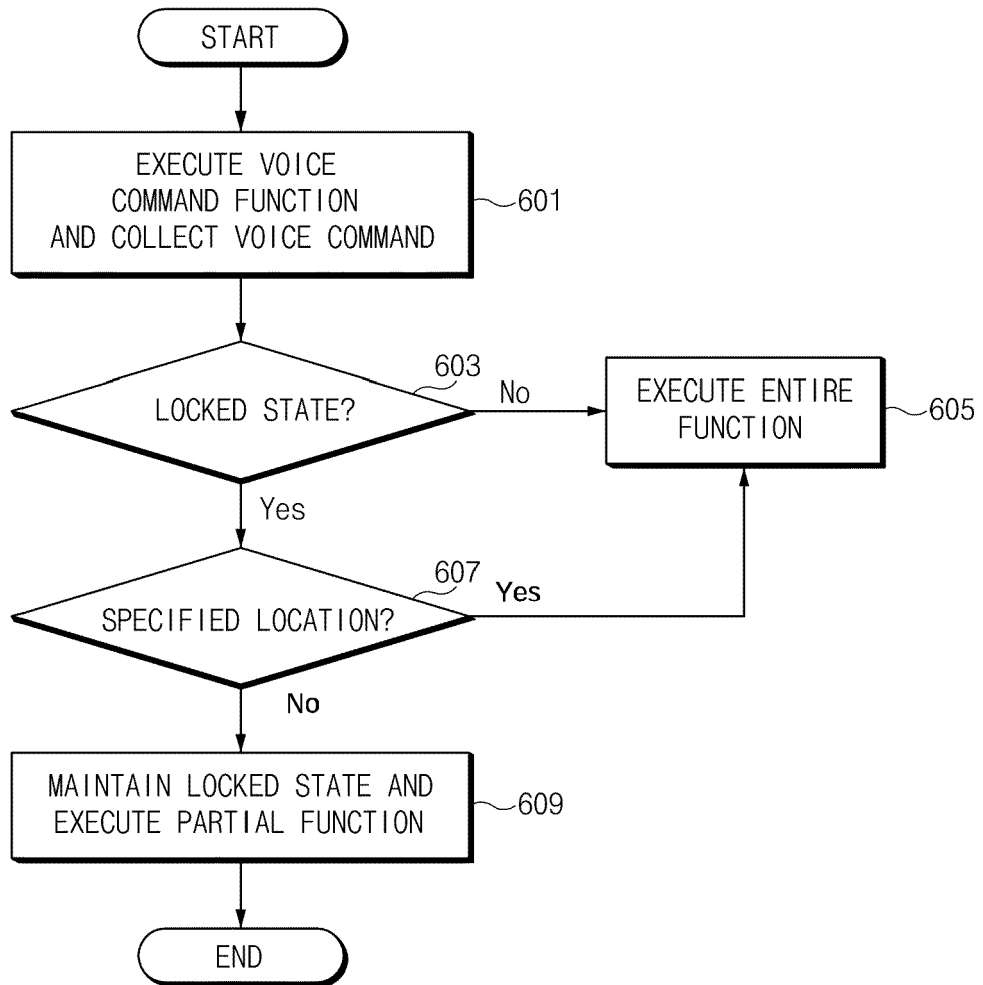 START
EXECUTE VOICE
COMMAND FUNCTION
AND COLLECT VOICE COMMAND
601
603
LOCKED STATE?
No
EXECUTE ENTIRE
FUNCTION
605
Yes
607
SPECIFIED LOCATION?
Yes
No
MAINTAIN LOCKED STATE AND
EXECUTE PARTIAL FUNCTION
609
END